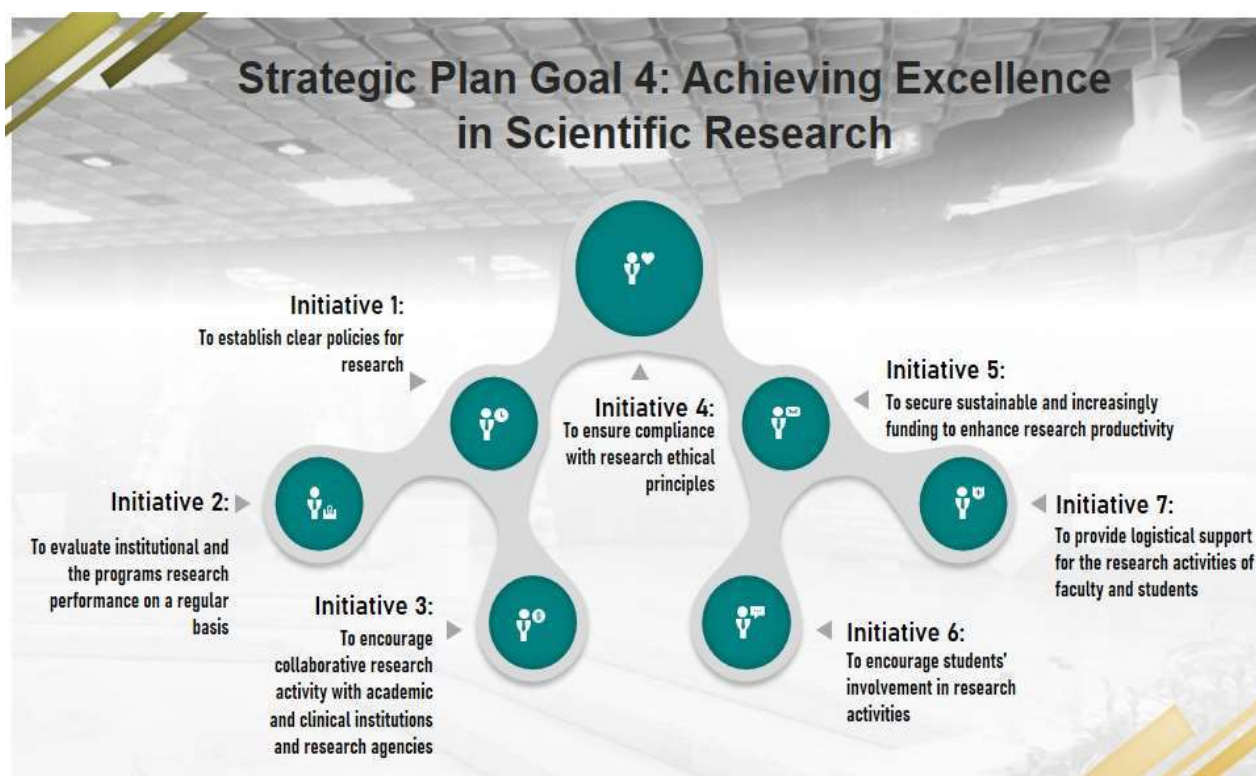 Strategic Plan Goal 4: Achieving Excellence
in Scientific Research
Initiative 1:
To establish clear policies for
research
Initiative 2:
To evaluate institutional and
the programs research
performance on a regular
basis
Initiative 3:
To encourage
collaborative research
activity with academic
and clinical institutions
and research agencies
Initiative 4:
To ensure compliance
with research ethical
principles
Initiative 5:
To secure sustainable and increasingly
funding to enhance research productivity
Initiative 6:
To encourage students'
involvement in research
activities
Initiative 7:
To provide logistical support
for the research activities of
faculty and students